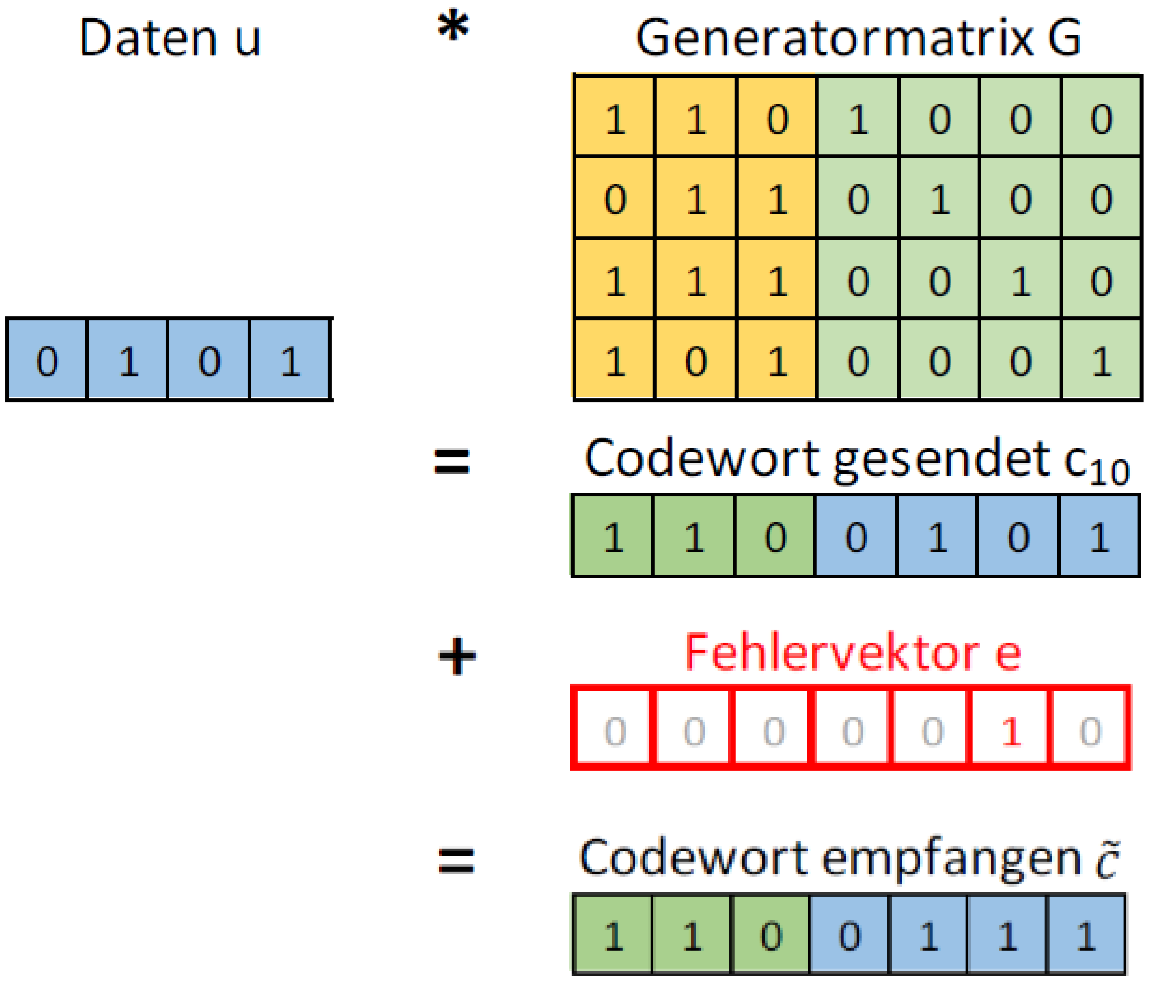 Daten u * Generatormatrix G
1 1 0 1 0 0 0
0 1 1 0 1 0 0
1 1 1 0 0 1 0
0 1 0 1 1 0 1 0 0 0 1
= Codewort gesendet c₁₀
1 1 0 0 1 0 1
+ Fehlervektor e
0 0 0 0 0 1 0
= Codewort empfangen c̃
1 1 0 0 1 1 1